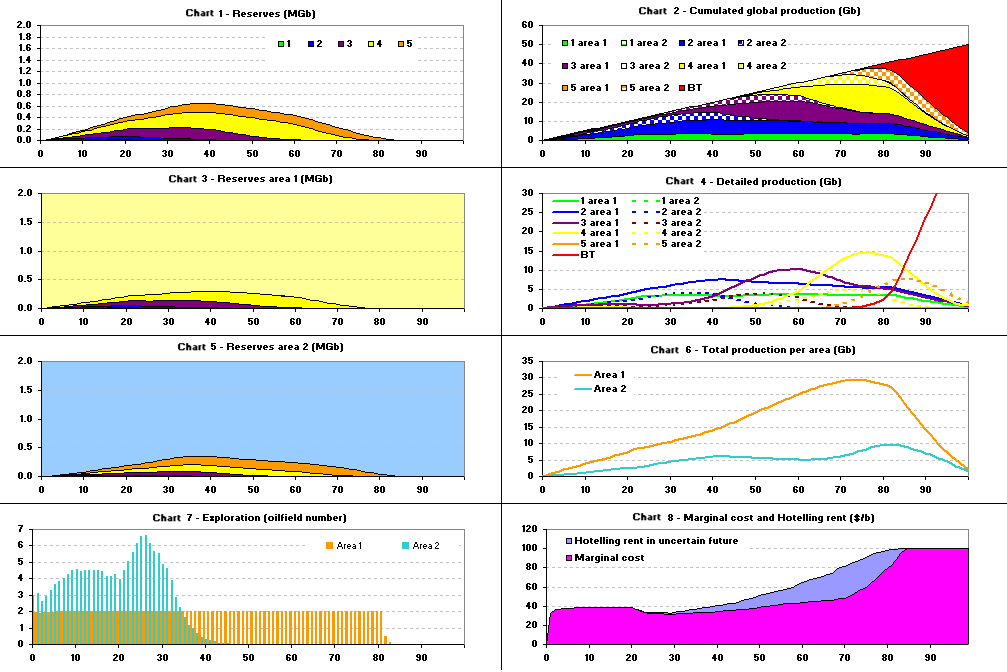 Chart 1 - Reserves (MGb)
2.0
1.8
1.6
1.4
1.2
1.0
0.8
0.6
0.4
0.2
0.0
1 2 3 4 5
0 10 20 30 40 50 60 70 80 90
Chart 2 - Cumulated global production (Gb)
60
50
40
30
20
10
0
1 area 1 1 area 2 2 area 1 2 area 2
3 area 1 3 area 2 4 area 1 4 area 2
5 area 1 5 area 2 BT
0 10 20 30 40 50 60 70 80 90
Chart 3 - Reserves area 1 (MGb)
2.0
1.5
1.0
0.5
0.0
0 10 20 30 40 50 60 70 80 90
Chart 4 - Detailed production (Gb)
30
25
20
15
10
5
0
1 area 1 1 area 2
2 area 1 2 area 2
3 area 1 3 area 2
4 area 1 4 area 2
5 area 1 5 area 2
BT
0 10 20 30 40 50 60 70 80 90
Chart 5 - Reserves area 2 (MGb)
2.0
1.5
1.0
0.5
0.0
0 10 20 30 40 50 60 70 80 90
Chart 6 - Total production per area (Gb)
35
30
25
20
15
10
5
0
Area 1
Area 2
0 10 20 30 40 50 60 70 80 90
Chart 7 - Exploration (oilfield number)
7
6
5
4
3
2
1
0
Area 1 Area 2
0 10 20 30 40 50 60 70 80 90
Chart 8 - Marginal cost and Hotelling rent ($/b)
120
100
80
60
40
20
0
Hotelling rent in uncertain future
Marginal cost
0 10 20 30 40 50 60 70 80 90